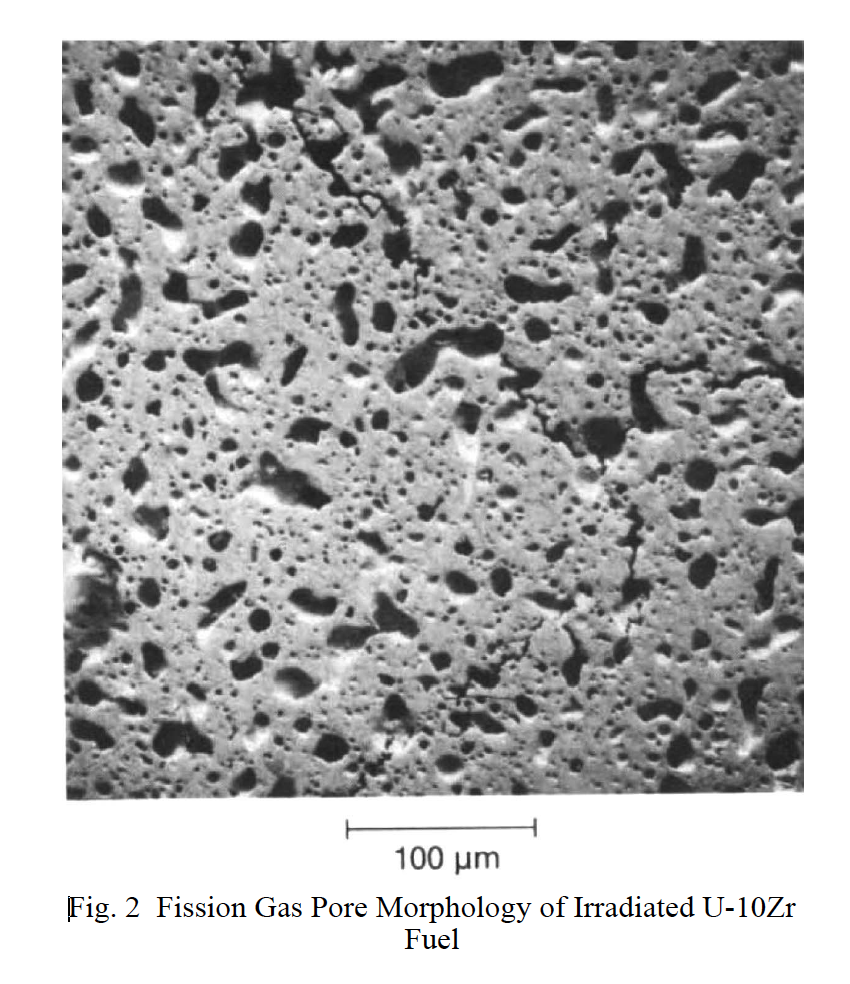 100 µm
Fig. 2 Fission Gas Pore Morphology of Irradiated U-10Zr
Fuel